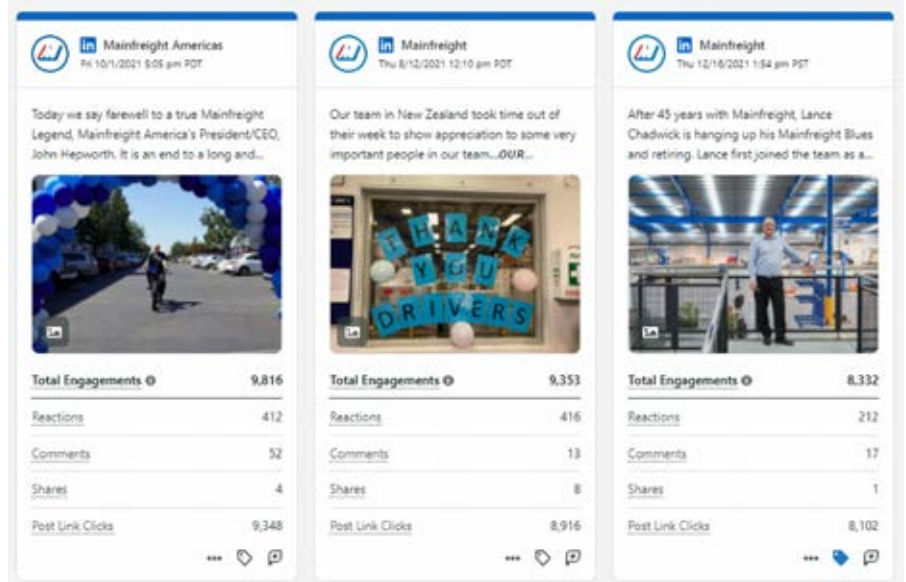 in Mainfreight Americas
Fri 10/1/2021 5:05 pm PDT
Today we say farewell to a true Mainfreight
Legend, Mainfreight America's President/CEO,
John Hepworth. It is an end to a long and...
Total Engagements
9,816
Reactions
412
Comments
52
Shares
4
Post Link Clicks
9,348
in Mainfreight
Thu 8/12/2021 12:10 pm PDT
Our team in New Zealand took time out of
their week to show appreciation to some very
important people in our team...OUR...
THANK
YOU
DRIVERS
Total Engagements
9,353
Reactions
416
Comments
13
Shares
8
Post Link Clicks
8,916
in Mainfreight
Thu 12/16/2021 1:54 pm PST
After 45 years with Mainfreight, Lance
Chadwick is hanging up his Mainfreight Blues
and retiring. Lance first joined the team as a...
Total Engagements
8,332
Reactions
212
Comments
17
Shares
1
Post Link Clicks
8,102